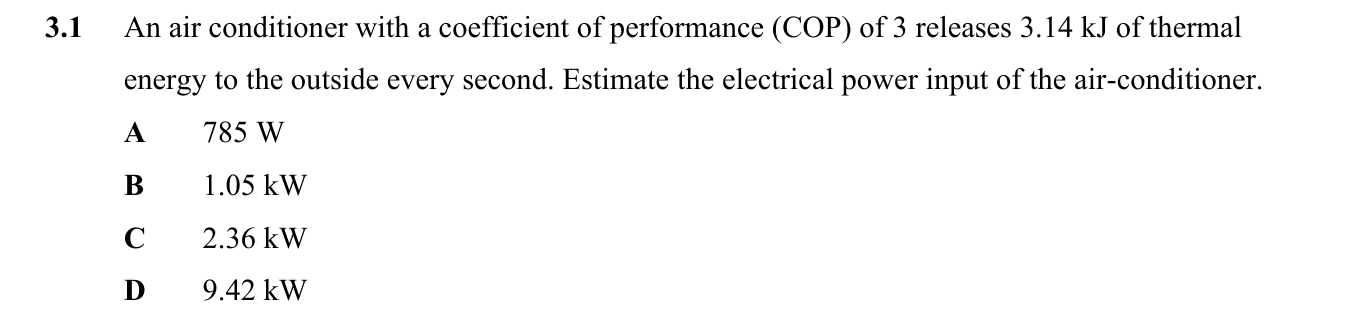 3.1 An air conditioner with a coefficient of performance (COP) of 3 releases 3.14 kJ of thermal
energy to the outside every second. Estimate the electrical power input of the air-conditioner.
A 785 W
B 1.05 kW
C 2.36 kW
D 9.42 kW